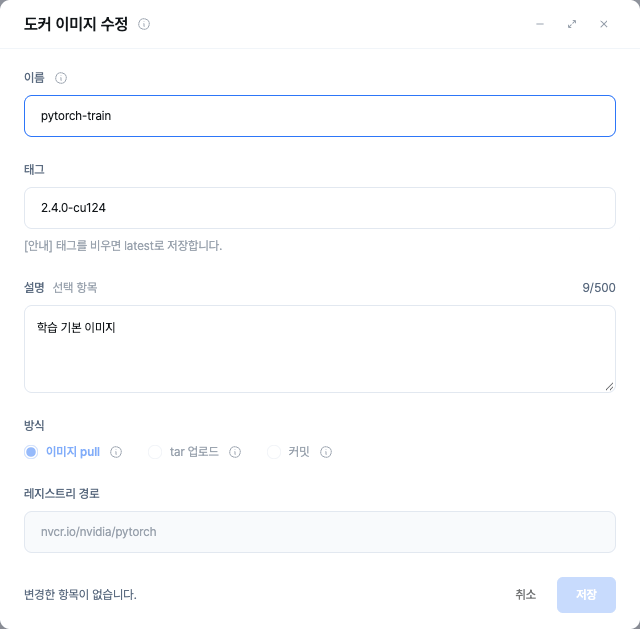 도커 이미지 수정
이름
pytorch-train
태그
2.4.0-cu124
[안내] 태그를 비우면 latest로 저장합니다.
설명 선택 항목 9/500
학습 기본 이미지
방식
이미지 pull tar 업로드 커밋
레지스트리 경로
nvcr.io/nvidia/pytorch
변경한 항목이 없습니다. 취소 저장